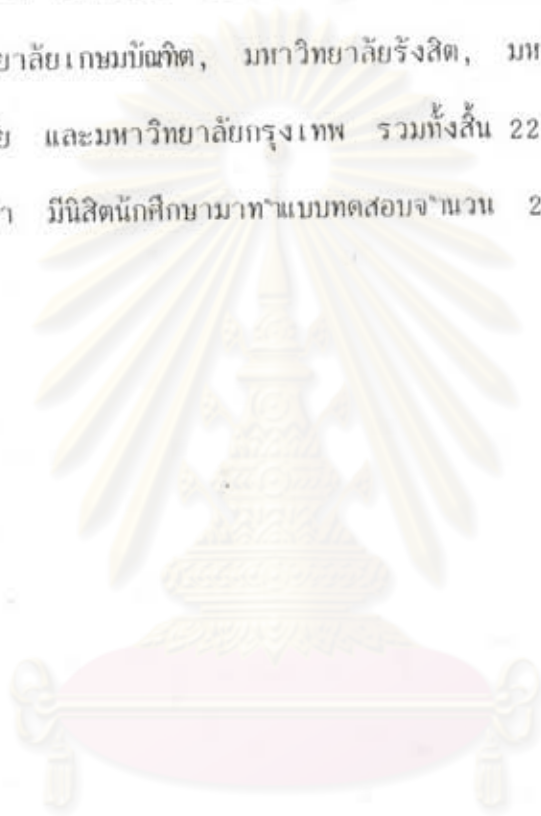 ยาลัยเกษมบัณฑิต, มหาวิทยาลัยรังสิต, มห
ย และมหาวิทยาลัยกรุงเทพ รวมทั้งสิ้น 22
า มีนิสิตนักศึกษามาทำแบบทดสอบจำนวน 2